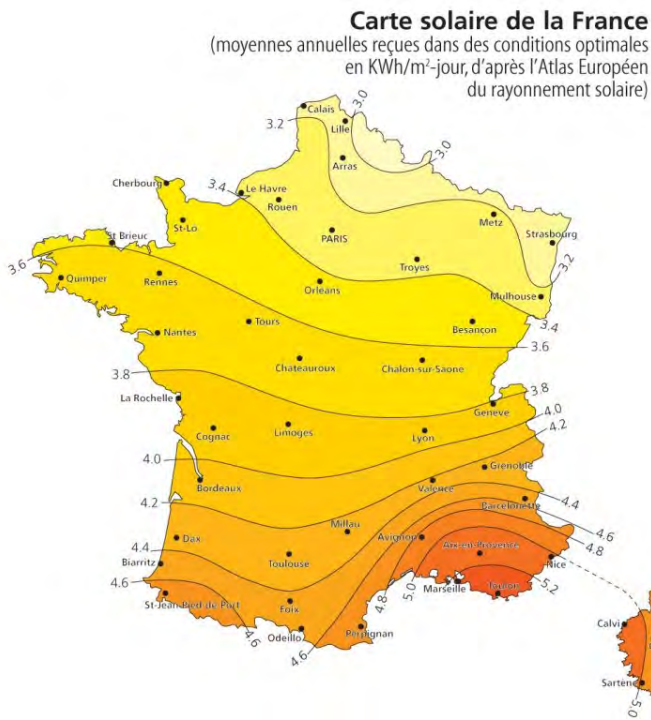 Carte solaire de la France
(moyennes annuelles reçues dans des conditions optimales
en KWh/m²-jour, d'après l'Atlas Européen
du rayonnement solaire)
Calais
3.0
3.2
Lille
3.0
Arras
Cherbourg
3.4
Le Havre
Rouen
Metz
St-Lo
PARIS
Strasbourg
St Brieuc
3.6
Troyes
3.2
Quimper
Rennes
Orléans
Mulhouse
3.4
Tours
Besançon
Nantes
3.6
Chateauroux
Chalon-sur-Saone
3.8
3.8
La Rochelle
Genève
4.0
Cognac
Limoges
Lyon
4.2
4.0
Grenoble
Bordeaux
Valence
4.4
4.2
Barcelonette
4.6
Millau
4.8
Dax
Avignon
4.4
Aix en Provence
Biarritz
Toulouse
Nice
4.6
5.0
5.2
Marseille
Toulon
4.8
St-Jean Pied de Port
Foix
4.6
Odeillo
Perpignan
4.6
Calvi
Sartène
5.0